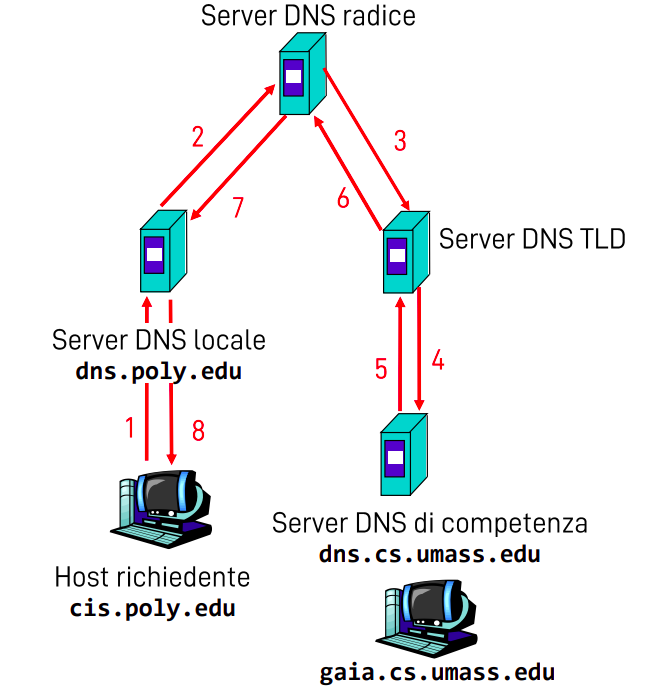 Server DNS radice
2
3
7
6
Server DNS TLD
Server DNS locale
dns.poly.edu
5
4
1
8
Server DNS di competenza
dns.cs.umass.edu
Host richiedente
cis.poly.edu
gaia.cs.umass.edu